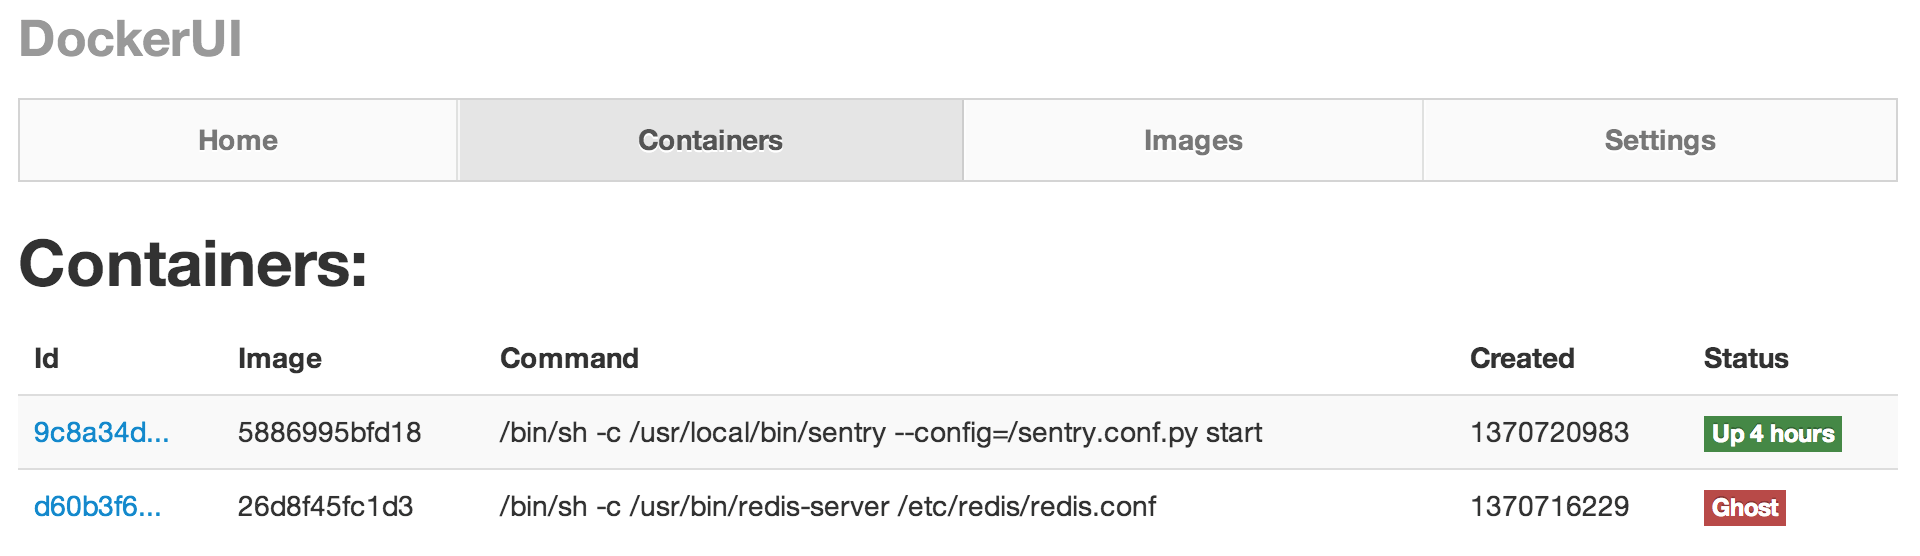 DockerUI
Home Containers Images Settings
Containers:
Id Image Command Created Status
9c8a34d... 5886995bfd18 /bin/sh -c /usr/local/bin/sentry --config=/sentry.conf.py start 1370720983 Up 4 hours
d60b3f6... 26d8f45fc1d3 /bin/sh -c /usr/bin/redis-server /etc/redis/redis.conf 1370716229 Ghost